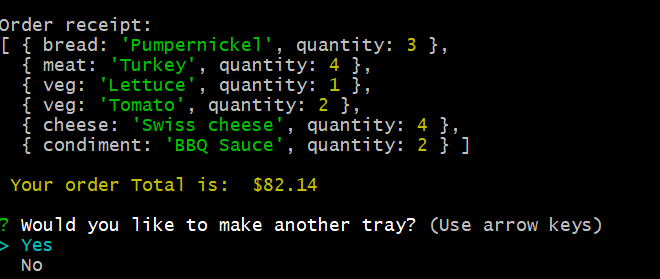 Order receipt:
[ { bread: 'Pumpernickel', quantity: 3 },
{ meat: 'Turkey', quantity: 4 },
{ veg: 'Lettuce', quantity: 1 },
{ veg: 'Tomato', quantity: 2 },
{ cheese: 'Swiss cheese', quantity: 4 },
{ condiment: 'BBQ Sauce', quantity: 2 } ]
Your order Total is:  $82.14
? Would you like to make another tray? (Use arrow keys)
> Yes
No